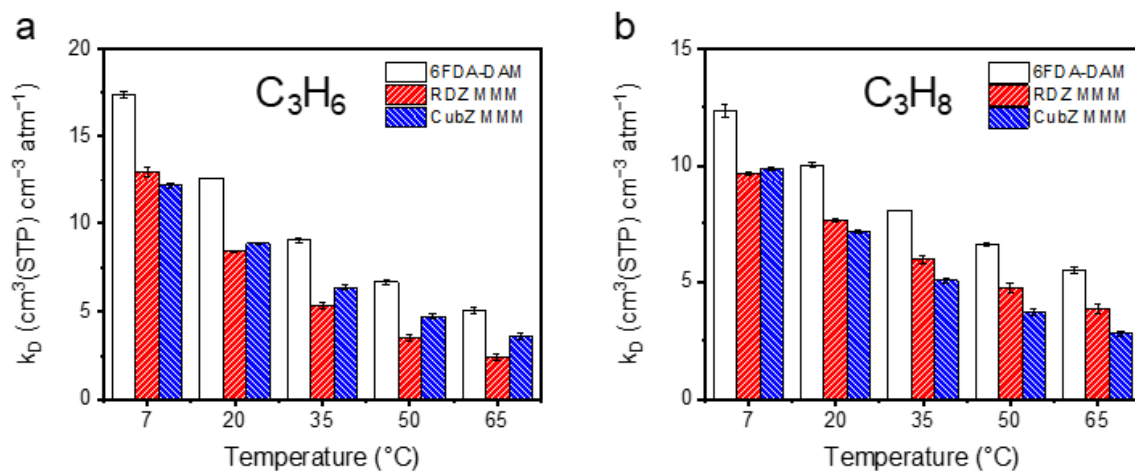 a
k_D (cm³(STP) cm⁻³ atm⁻¹)
20
15
10
5
0
C₃H₆
6FDA-DAM
RDZ MMM
CubZ MMM
7 20 35 50 65
Temperature (°C)
b
k_D (cm³(STP) cm⁻³ atm⁻¹)
15
10
5
0
C₃H₈
6FDA-DAM
RDZ MMM
CubZ MMM
7 20 35 50 65
Temperature (°C)